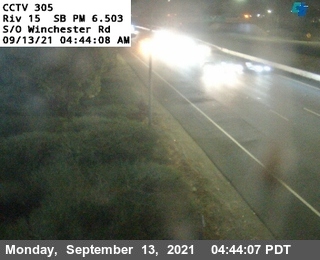 CCTV 305
Riv 15 SB PM 6.503
S/O Winchester Rd
09/13/21 04:44:08 AM
Monday, September 13, 2021 04:44:07 PDT